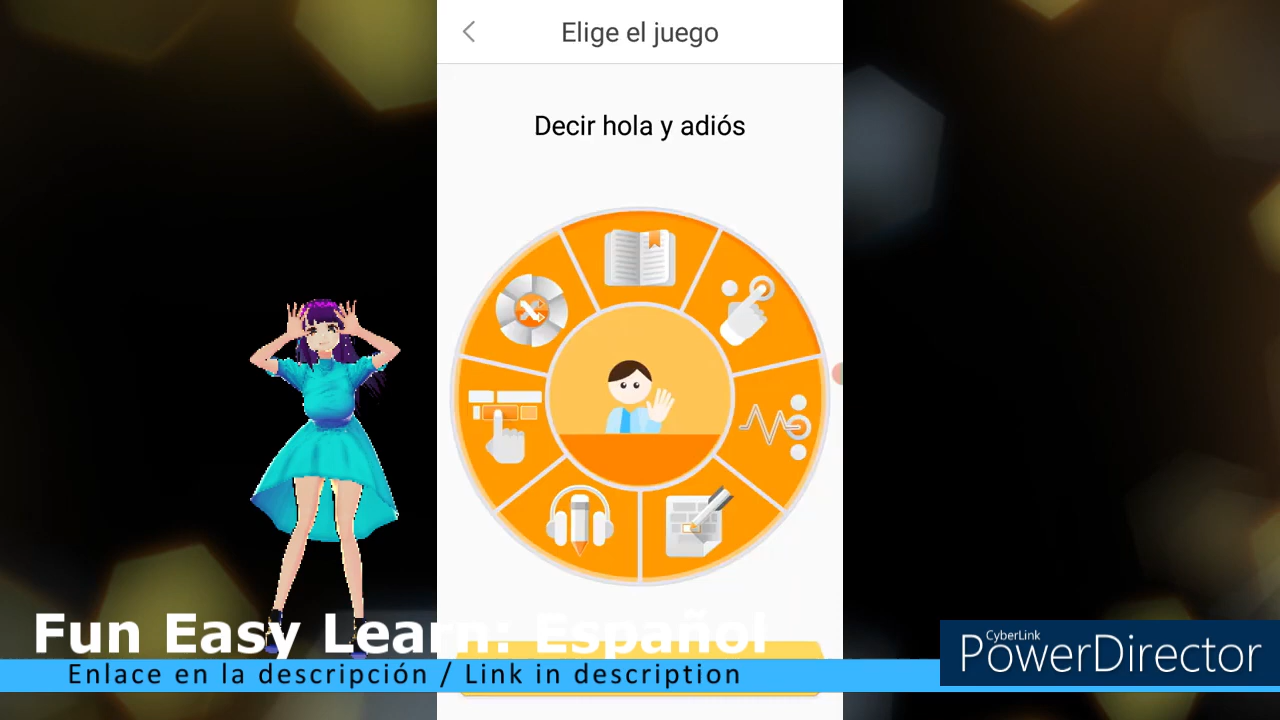 Elige el juego
Decir hola y adiós
Fun Easy Learn: Español
Enlace en la descripción / Link in description
CyberLink
PowerDirector